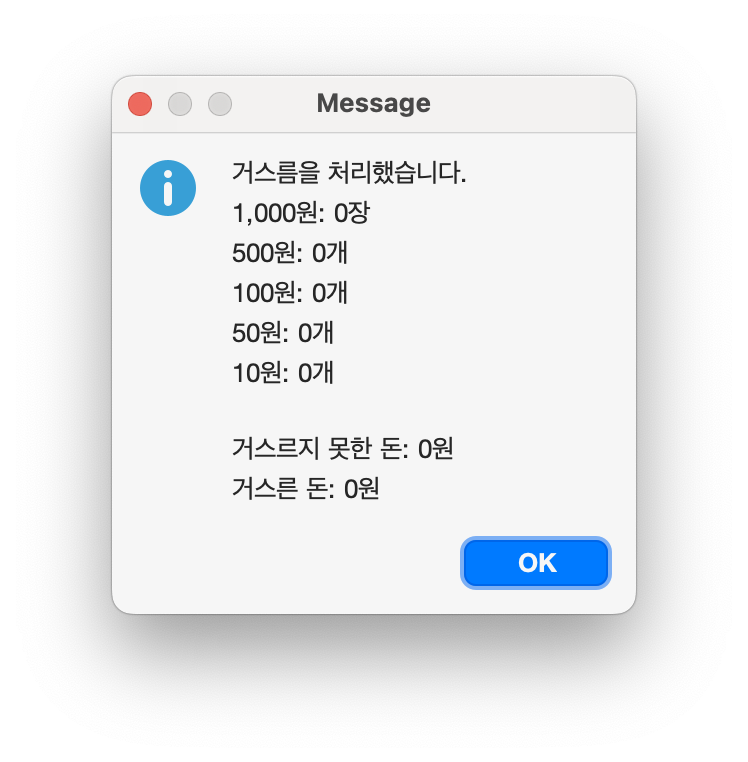 Message
거스름을 처리했습니다.
1,000원: 0장
500원: 0개
100원: 0개
50원: 0개
10원: 0개
거스르지 못한 돈: 0원
거스른 돈: 0원
OK